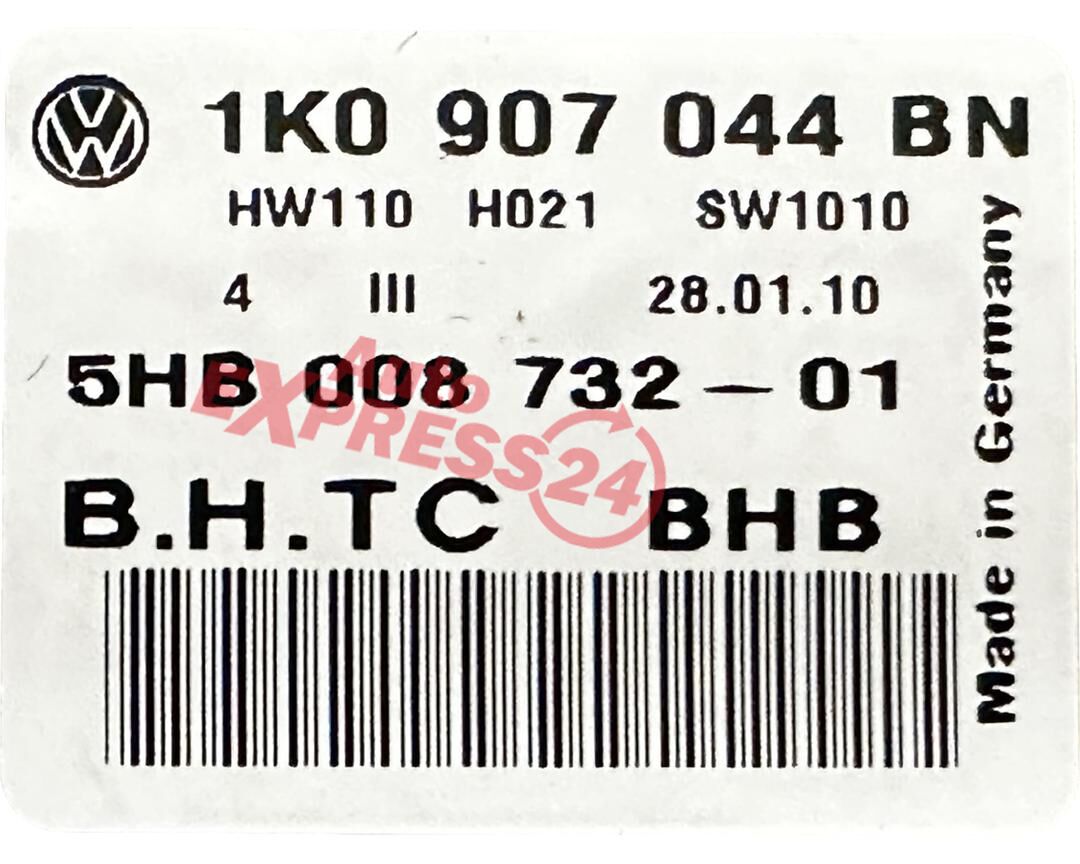 1K0 907 044 BN
HW110 H021 SW1010
4 III 28.01.10
5HB 008 732 – 01
B.H.TC BHB
Made in Germany
Auto
EXPRESS24